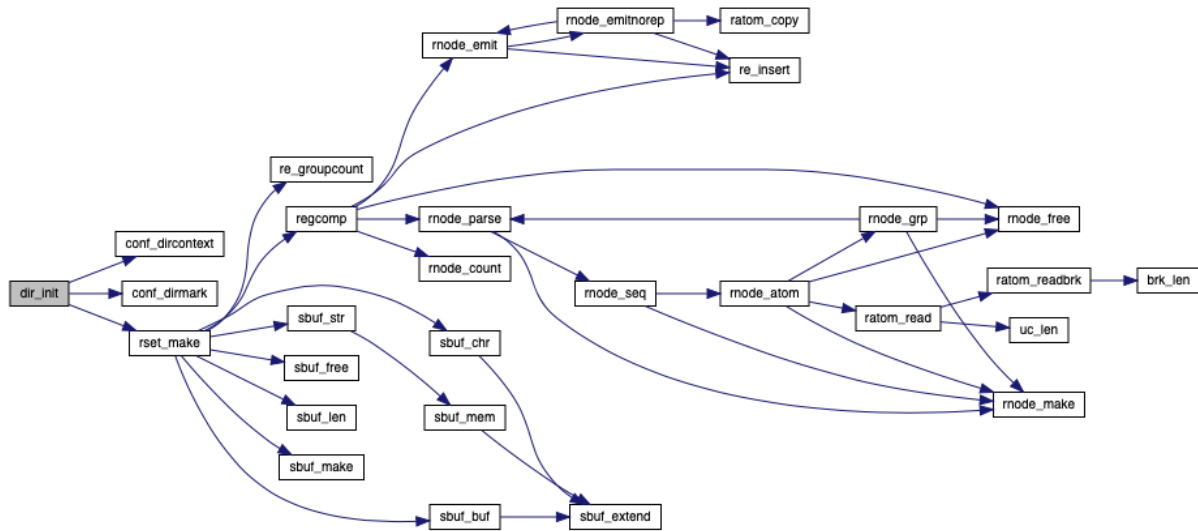 rnode_emitnorep
ratom_copy
rnode_emit
re_insert
re_groupcount
regcomp
rnode_parse
rnode_grp
rnode_free
conf_dircontext
rnode_count
dir_init
conf_dirmark
rnode_seq
rnode_atom
ratom_readbrk
brk_len
sbuf_str
ratom_read
uc_len
rset_make
sbuf_chr
sbuf_free
rnode_make
sbuf_len
sbuf_mem
sbuf_make
sbuf_buf
sbuf_extend